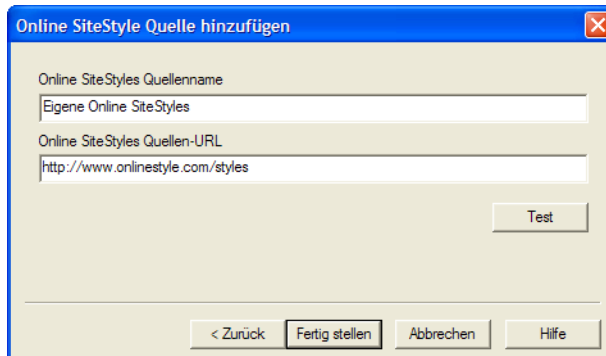 Online SiteStyle Quelle hinzufügen
Online SiteStyles Quellenname
Eigene Online SiteStyles
Online SiteStyles Quellen-URL
http://www.onlinestyle.com/styles
Test
< Zurück Fertig stellen Abbrechen Hilfe